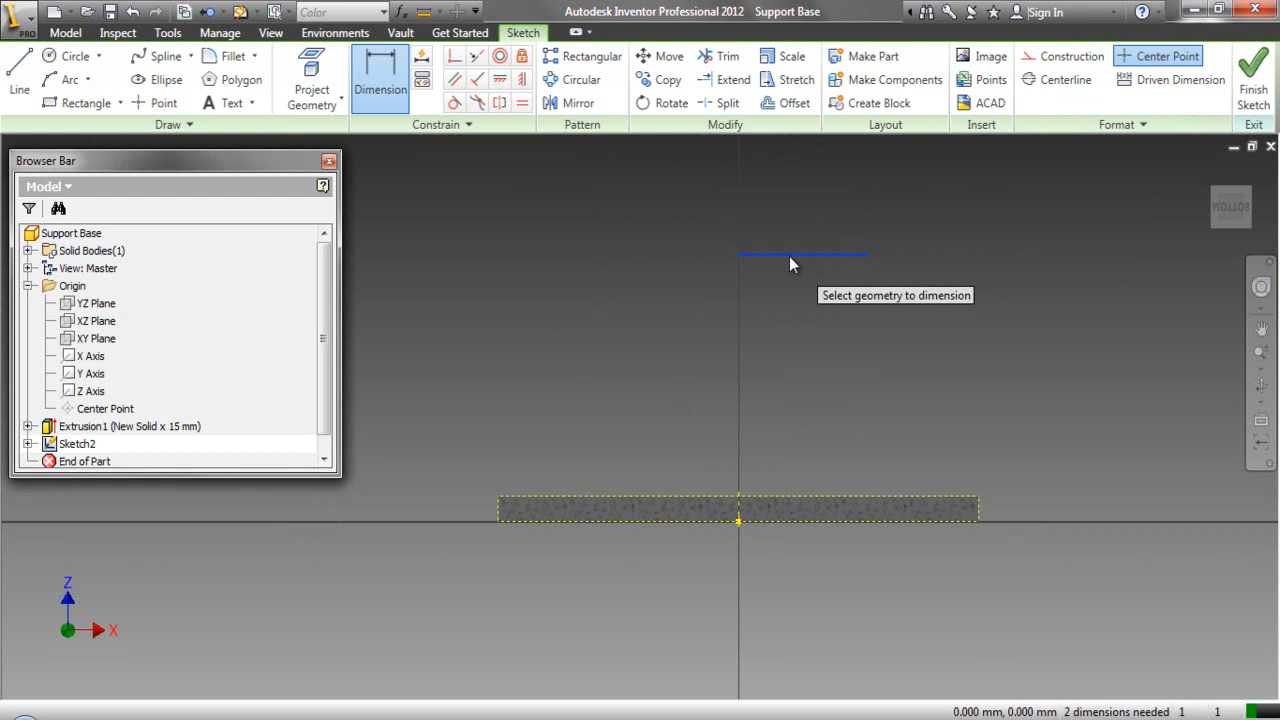 Color
Autodesk Inventor Professional 2012 Support Base
Sign In
PRO
Model Inspect Tools Manage View Environments Vault Get Started Sketch
Line
Circle
Arc
Rectangle
Spline
Ellipse
Point
Fillet
Polygon
Text
Draw
Project
Geometry
Dimension
Constrain
Rectangular
Circular
Mirror
Pattern
Move
Copy
Rotate
Trim
Extend
Split
Scale
Stretch
Offset
Modify
Make Part
Make Components
Create Block
Layout
Image
Points
ACAD
Insert
Construction
Centerline
Center Point
Driven Dimension
Format
Finish
Sketch
Exit
Browser Bar
Model
Support Base
Solid Bodies(1)
View: Master
Origin
YZ Plane
XZ Plane
XY Plane
X Axis
Y Axis
Z Axis
Center Point
Extrusion1 (New Solid x 15 mm)
Sketch2
End of Part
BOTTOM
Select geometry to dimension
Z
X
0.000 mm, 0.000 mm 2 dimensions needed 1 1